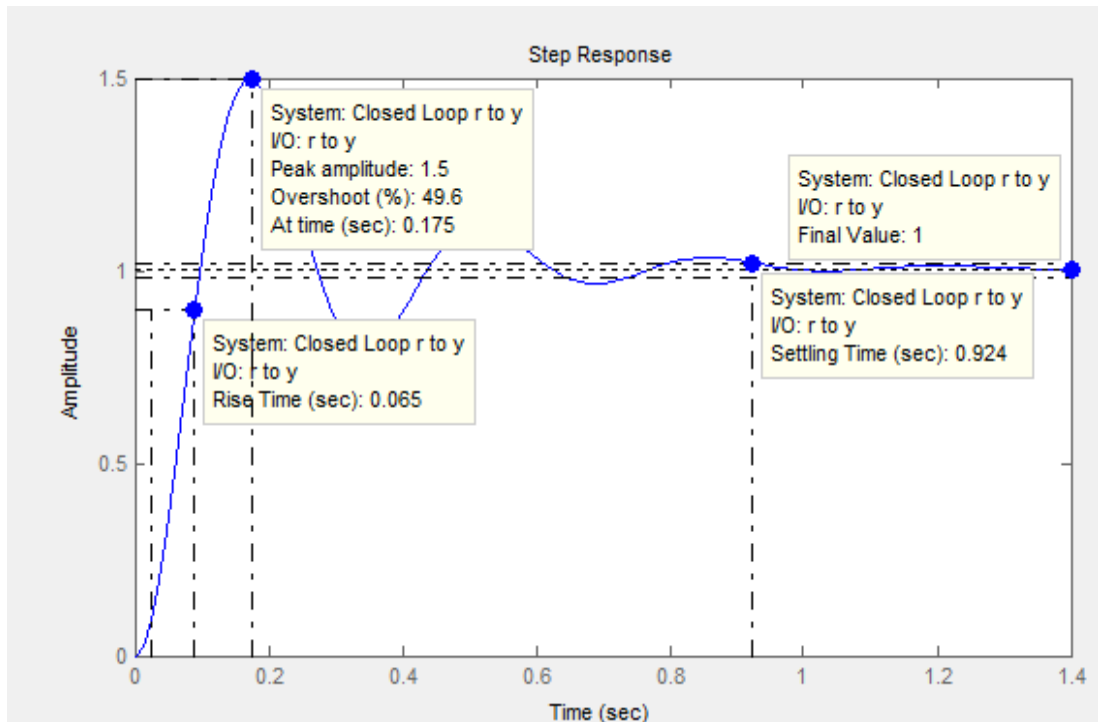 Step Response
1.5
System: Closed Loop r to y
I/O: r to y
Peak amplitude: 1.5
Overshoot (%): 49.6
At time (sec): 0.175
System: Closed Loop r to y
I/O: r to y
Final Value: 1
1
System: Closed Loop r to y
I/O: r to y
Settling Time (sec): 0.924
System: Closed Loop r to y
I/O: r to y
Rise Time (sec): 0.065
Amplitude
0.5
0
0 0.2 0.4 0.6 0.8 1 1.2 1.4
Time (sec)